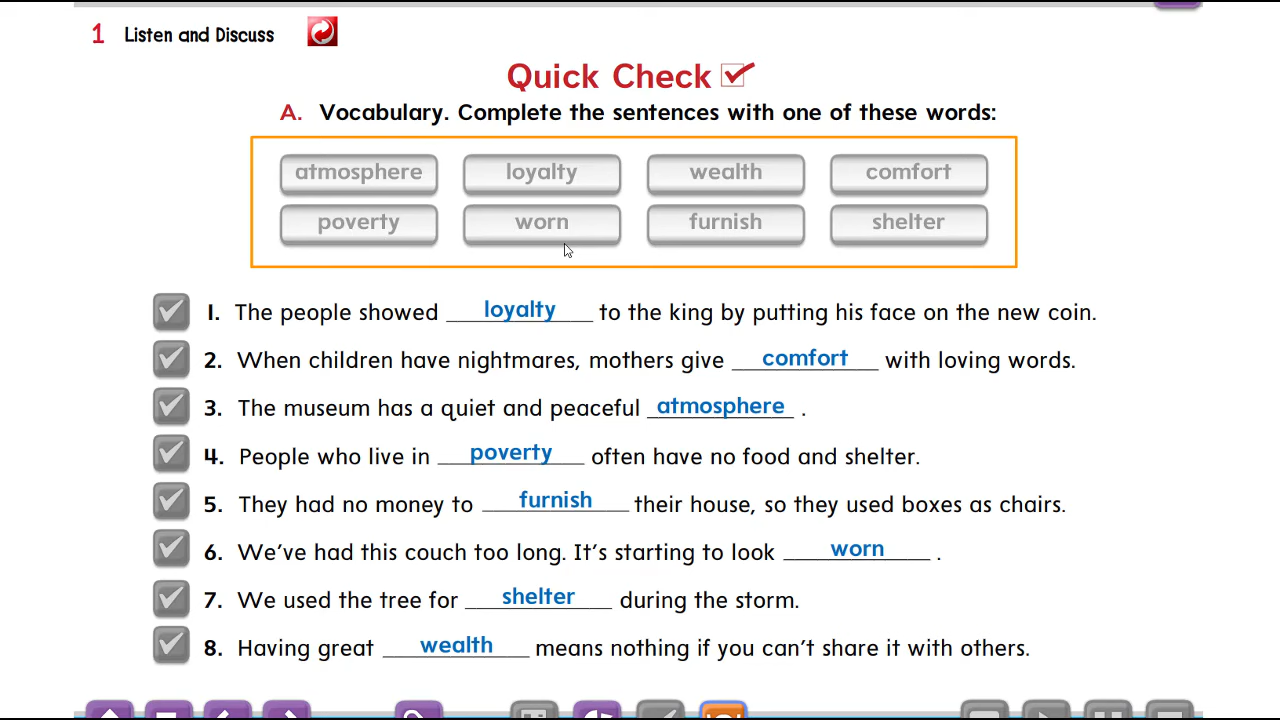 1 Listen and Discuss
Quick Check
A. Vocabulary. Complete the sentences with one of these words:
atmosphere loyalty wealth comfort
poverty worn furnish shelter
1. The people showed loyalty to the king by putting his face on the new coin.
2. When children have nightmares, mothers give comfort with loving words.
3. The museum has a quiet and peaceful atmosphere .
4. People who live in poverty often have no food and shelter.
5. They had no money to furnish their house, so they used boxes as chairs.
6. We’ve had this couch too long. It’s starting to look worn .
7. We used the tree for shelter during the storm.
8. Having great wealth means nothing if you can’t share it with others.